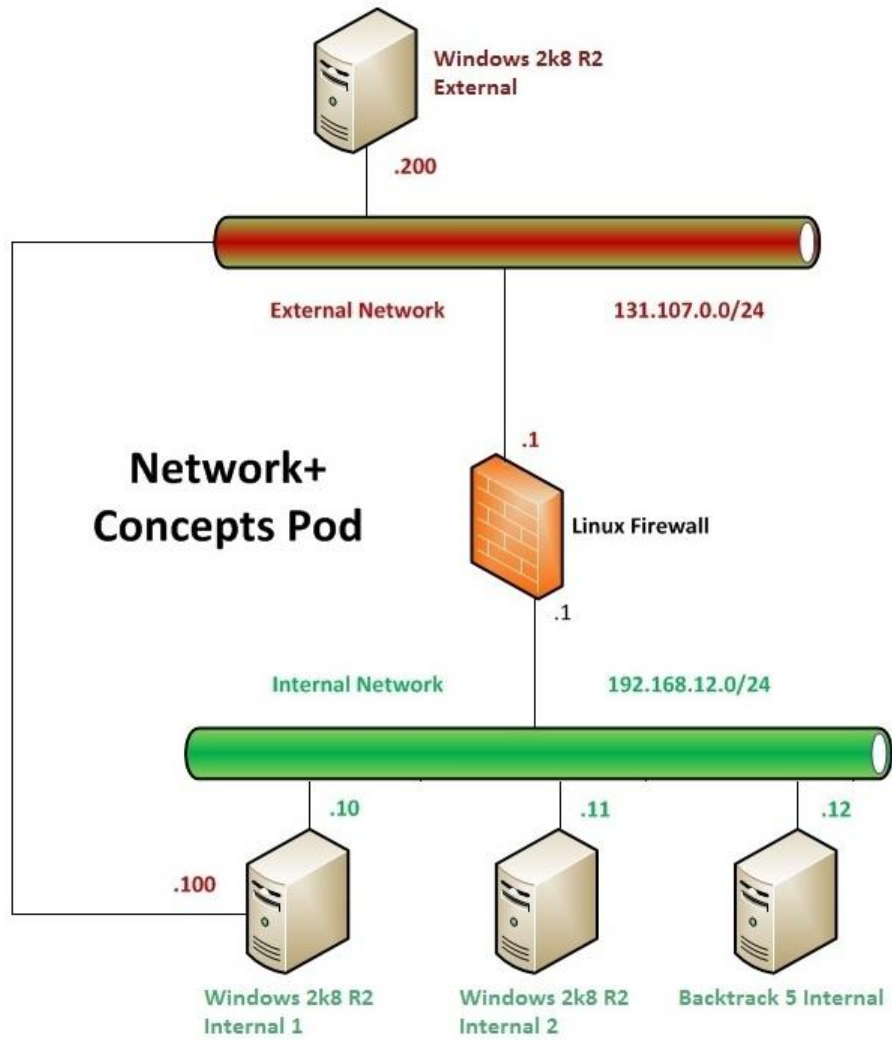 Windows 2k8 R2
External
.200
External Network
131.107.0.0/24
.1
Network+
Concepts Pod
Linux Firewall
.1
Internal Network
192.168.12.0/24
.10
.11
.12
.100
Windows 2k8 R2
Internal 1
Windows 2k8 R2
Internal 2
Backtrack 5 Internal